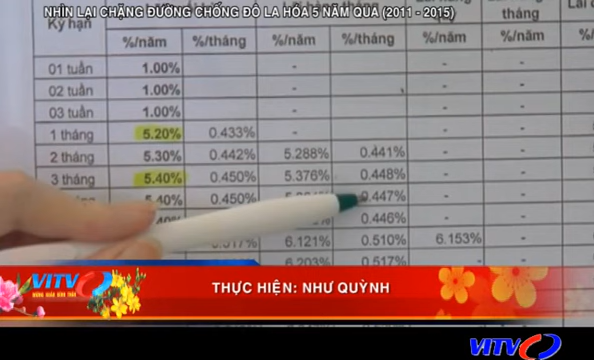 NHÌN LẠI CHẶNG ĐƯỜNG CHỐNG ĐÔ LA HÓA 5 NĂM QUA (2011 - 2015)
Kỳ hạn tháng
%/năm %/tháng %/năm %/tháng %/năm %/tháng
01 tuần 1.00% - - -
02 tuần 1.00% - - -
03 tuần 1.00% - - -
1 tháng 5.20% 0.433% - - -
2 tháng 5.30% 0.442% 5.288% 0.441% - -
3 tháng 5.40% 0.450% 5.376% 0.448% - -
5.40% 0.450% 0.447% - -
0.446% - -
6.121% 0.510% 6.153% -
6.203% 0.517% -
VITV
MỪNG XUÂN BÍNH THÂN
THỰC HIỆN: NHƯ QUỲNH
VITV